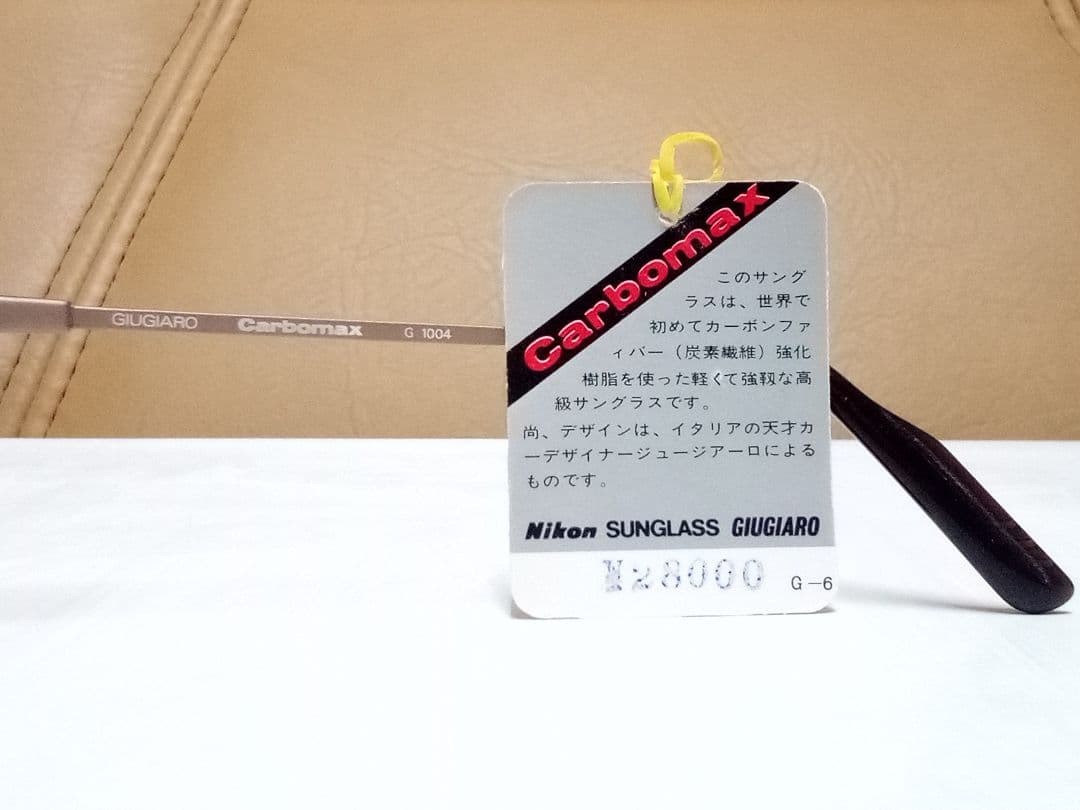 GIUGIARO Carbomax G 1004
Carbomax
このサング
ラスは、世界で
初めてカーボンファ
ィバー（炭素繊維）強化
樹脂を使った軽くて強靱な高
級サングラスです。
尚、デザインは、イタリアの天才カ
ーデザイナージュージアーロによる
ものです。
Nikon SUNGLASS GIUGIARO
¥28000
G-6